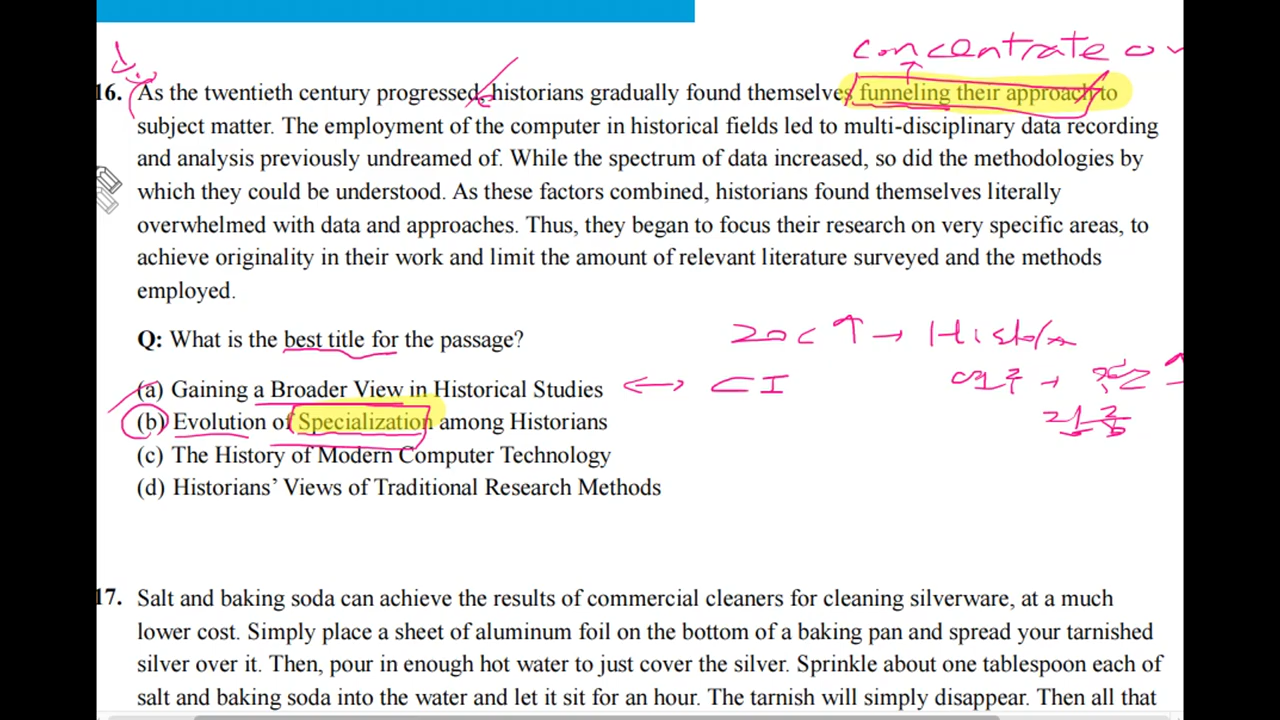 concentrate on
16. As the twentieth century progressed, historians gradually found themselves funneling their approach to
subject matter. The employment of the computer in historical fields led to multi-disciplinary data recording
and analysis previously undreamed of. While the spectrum of data increased, so did the methodologies by
which they could be understood. As these factors combined, historians found themselves literally
overwhelmed with data and approaches. Thus, they began to focus their research on very specific areas, to
achieve originality in their work and limit the amount of relevant literature surveyed and the methods
employed.
Q: What is the best title for the passage?
20C ↑ →
(a) Gaining a Broader View in Historical Studies
(b) Evolution of Specialization among Historians
집중
(c) The History of Modern Computer Technology
(d) Historians' Views of Traditional Research Methods
17. Salt and baking soda can achieve the results of commercial cleaners for cleaning silverware, at a much
lower cost. Simply place a sheet of aluminum foil on the bottom of a baking pan and spread your tarnished
silver over it. Then, pour in enough hot water to just cover the silver. Sprinkle about one tablespoon each of
salt and baking soda into the water and let it sit for an hour. The tarnish will simply disappear. Then all that